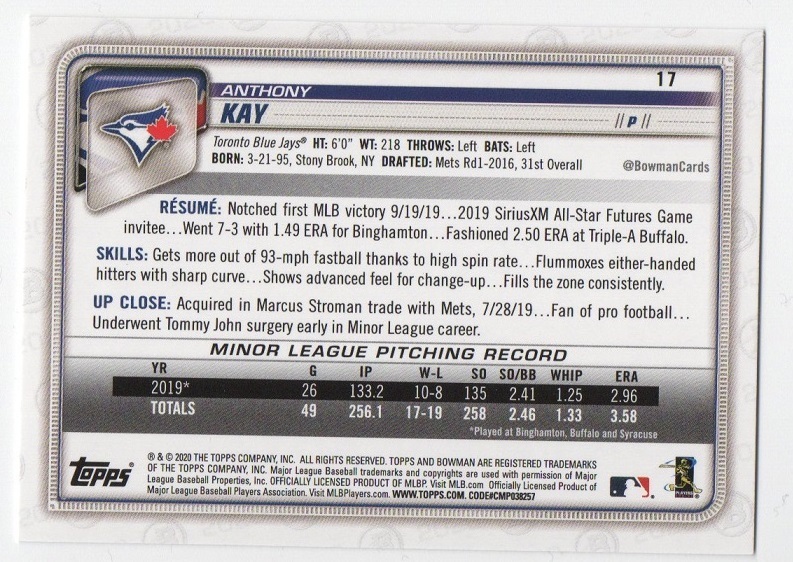 17
ANTHONY
KAY
// P //
Toronto Blue Jays® HT: 6'0" WT: 218 THROWS: Left BATS: Left
BORN: 3-21-95, Stony Brook, NY DRAFTED: Mets Rd1-2016, 31st Overall
@BowmanCards
RÉSUMÉ: Notched first MLB victory 9/19/19...2019 SiriusXM All-Star Futures Game
invitee...Went 7-3 with 1.49 ERA for Binghamton...Fashioned 2.50 ERA at Triple-A Buffalo.
SKILLS: Gets more out of 93-mph fastball thanks to high spin rate...Flummoxes either-handed
hitters with sharp curve...Shows advanced feel for change-up...Fills the zone consistently.
UP CLOSE: Acquired in Marcus Stroman trade with Mets, 7/28/19...Fan of pro football...
Underwent Tommy John surgery early in Minor League career.
MINOR LEAGUE PITCHING RECORD
YR G IP W-L SO SO/BB WHIP ERA
2019* 26 133.2 10-8 135 2.41 1.25 2.96
TOTALS 49 256.1 17-19 258 2.46 1.33 3.58
*Played at Binghamton, Buffalo and Syracuse
® & © 2020 THE TOPPS COMPANY, INC. ALL RIGHTS RESERVED. TOPPS AND BOWMAN ARE REGISTERED TRADEMARKS
OF THE TOPPS COMPANY, INC. Major League Baseball trademarks and copyrights are used with permission of Major
League Baseball Properties, Inc. OFFICIALLY LICENSED PRODUCT OF MLBP. Visit MLB.com Officially Licensed Product of
Major League Baseball Players Association. Visit MLBPlayers.com. WWW.TOPPS.COM. CODE#CMP038257
TOPPS
PLAYERS